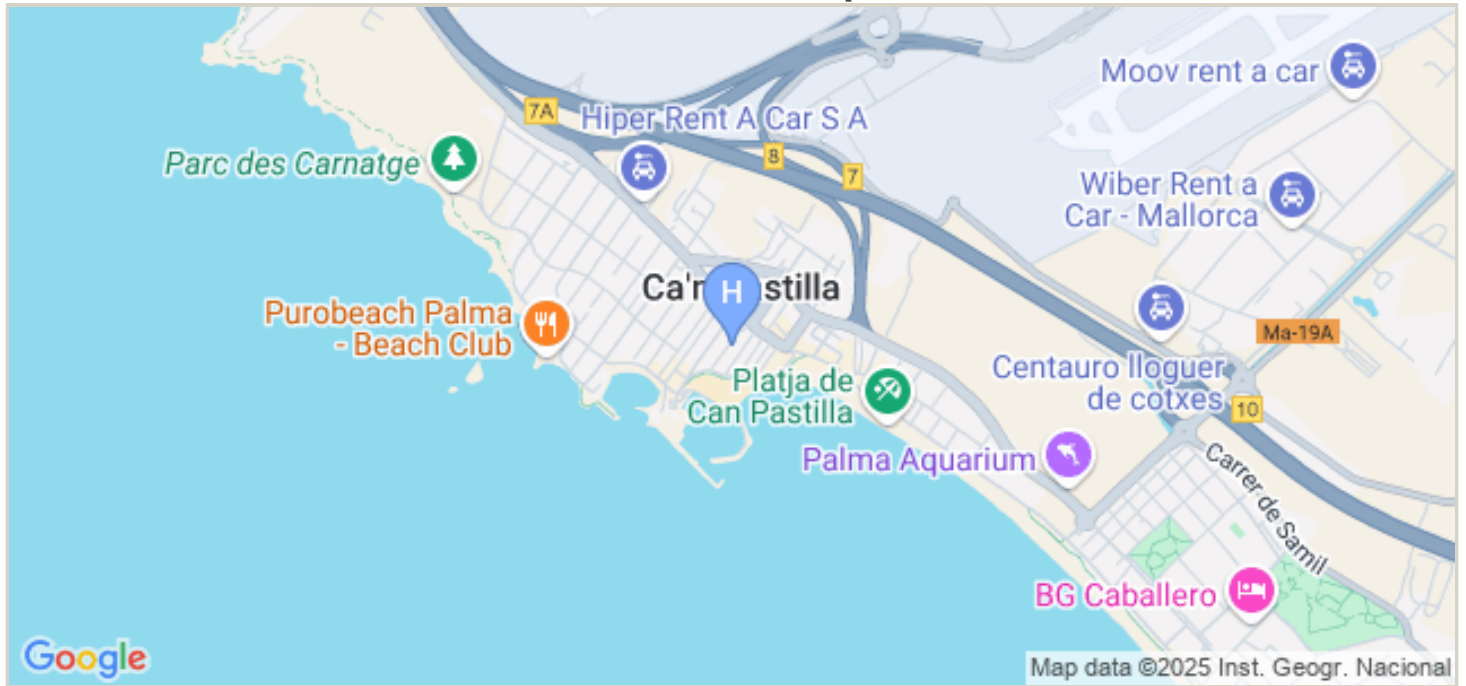 Moov rent a car
7A
Hiper Rent A Car S A
8
7
Parc des Carnatge
Wiber Rent a
Car - Mallorca
H
Purobeach Palma
- Beach Club
Ma-19A
Centauro lloguer
de cotxes
10
Platja de
Can Pastilla
Palma Aquarium
Carrer de Samil
BG Caballero
Google
Map data ©2025 Inst. Geogr. Nacional